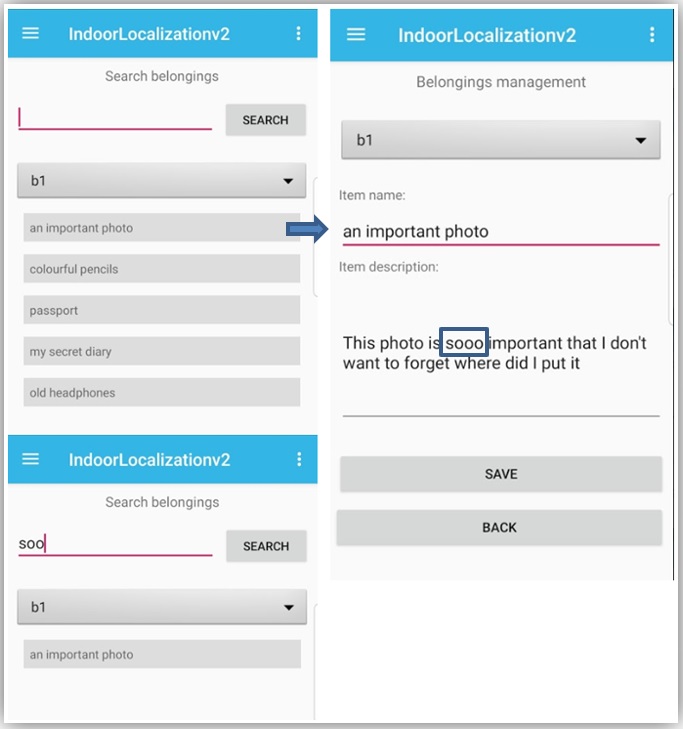 IndoorLocalizationv2
Search belongings
SEARCH
b1
an important photo
colourful pencils
passport
my secret diary
old headphones
IndoorLocalizationv2
Search belongings
soo
SEARCH
b1
an important photo
IndoorLocalizationv2
Belongings management
b1
Item name:
an important photo
Item description:
This photo is sooo important that I don't
want to forget where did I put it
SAVE
BACK